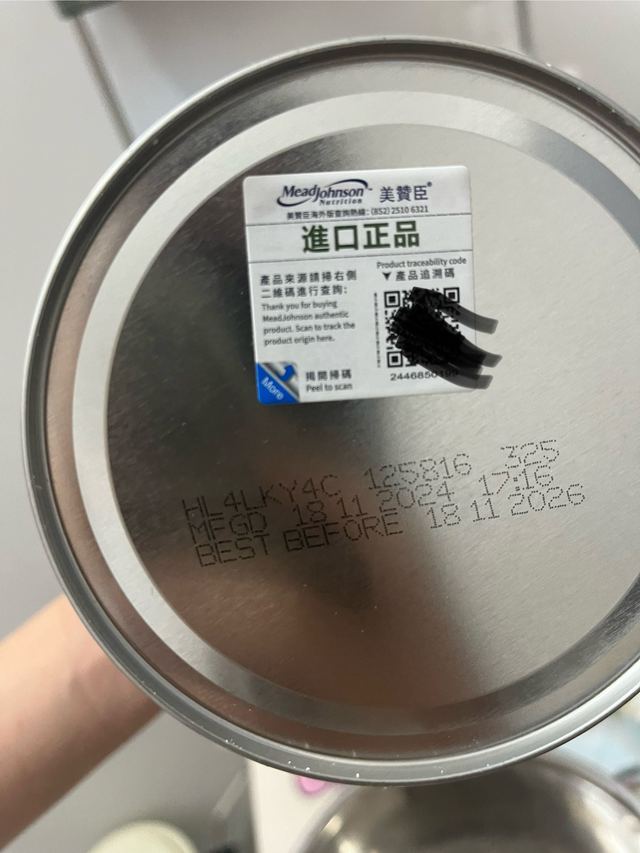 MeadJohnson™ 美贊臣®
Nutrition
美贊臣海外版查詢熱線: (852) 2510 6321
進口正品
產品來源請掃右側
二維碼進行查詢:
Thank you for buying
MeadJohnson authentic
product. Scan to track the
product origin here.
Product traceability code
▼ 產品追溯碼
2446850
More
揭開掃碼
Peel to scan
HL4LKY4C 125816 325
MFGD 18 11 2024 17:16
BEST BEFORE 18 11 2026